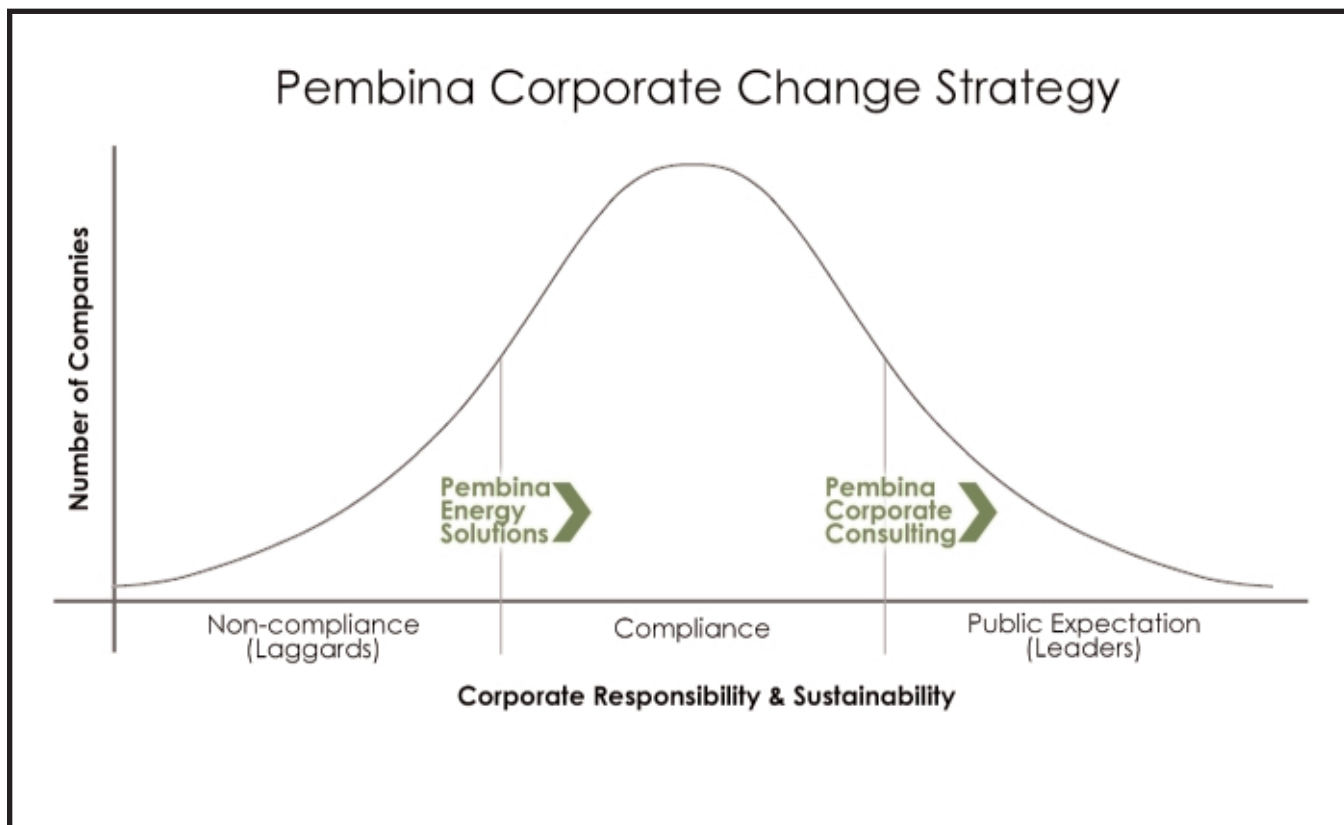 Pembina Corporate Change Strategy
Number of Companies
Pembina
Energy
Solutions
Pembina
Corporate
Consulting
Non-compliance
(Laggards)
Compliance
Public Expectation
(Leaders)
Corporate Responsibility & Sustainability